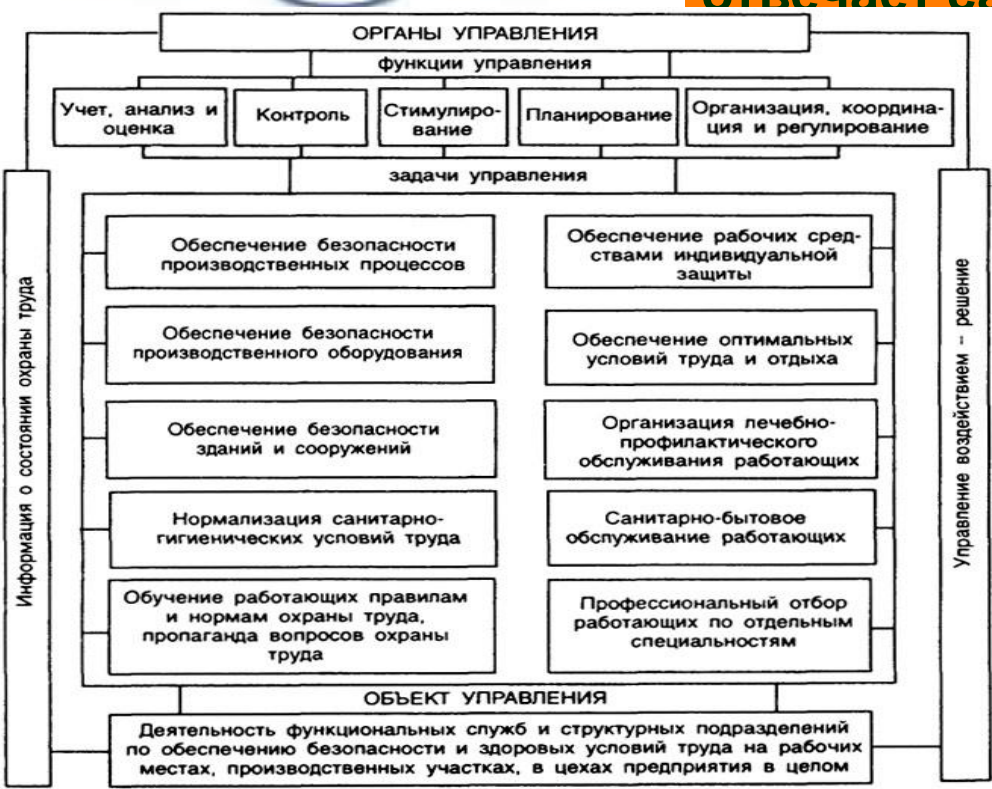 ОРГАНЫ УПРАВЛЕНИЯ
функции управления
Учет, анализ и
оценка
Контроль
Стимулиро-
вание
Планирование
Организация, координа-
ция и регулирование
задачи управления
Обеспечение безопасности
производственных процессов
Обеспечение рабочих сред-
ствами индивидуальной
защиты
Обеспечение безопасности
производственного оборудования
Обеспечение оптимальных
условий труда и отдыха
Обеспечение безопасности
зданий и сооружений
Организация лечебно-
профилактического
обслуживания работающих
Нормализация санитарно-
гигиенических условий труда
Санитарно-бытовое
обслуживание работающих
Обучение работающих правилам
и нормам охраны труда,
пропаганда вопросов охраны
труда
Профессиональный отбор
работающих по отдельным
специальностям
Информация о состоянии охраны труда
Управление воздействием – решение
ОБЪЕКТ УПРАВЛЕНИЯ
Деятельность функциональных служб и структурных подразделений
по обеспечению безопасности и здоровых условий труда на рабочих
местах, производственных участках, в цехах предприятия в целом